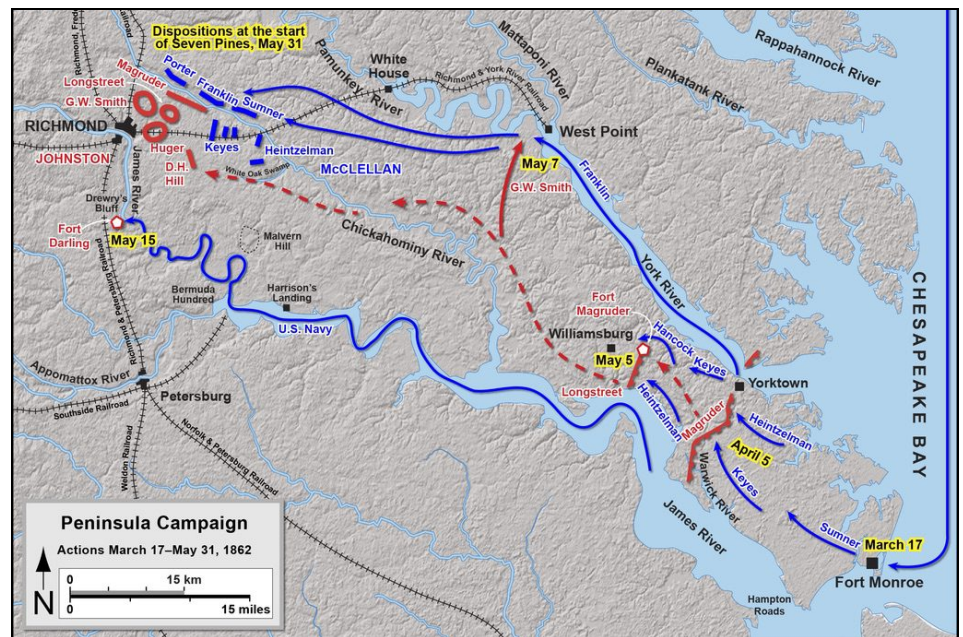 Dispositions at the start
of Seven Pines, May 31
Richmond, Fred
Railroad
Porter
Franklin
Sumner
Magruder
Longstreet
G.W. Smith
RICHMOND
JOHNSTON
Huger
D.H.
Hill
Keyes
Heintzelman
McCLELLAN
White Oak Swamp
James River
Drewry's
Bluff
Fort
Darling
May 15
Richmond & Petersburg Railroad
White
House
Pamunkey River
Richmond & York River
Railroad
Mattaponi River
Plankatank River
Rappahannock River
West Point
May 7
G.W. Smith
Franklin
York River
Chickahominy River
Malvern
Hill
Bermuda
Hundred
Harrison's
Landing
U.S. Navy
Appomattox River
Petersburg
Southside Railroad
Weldon Railroad
Norfolk & Petersburg Railroad
Fort
Magruder
Williamsburg
May 5
Hancock
Keyes
Longstreet
Heintzelman
Magruder
Yorktown
Heintzelman
April 5
Keyes
Warwick River
James River
Sumner
March 17
Fort Monroe
Hampton
Roads
CHESAPEAKE BAY
Peninsula Campaign
Actions March 17–May 31, 1862
N
0 15 km
0 15 miles